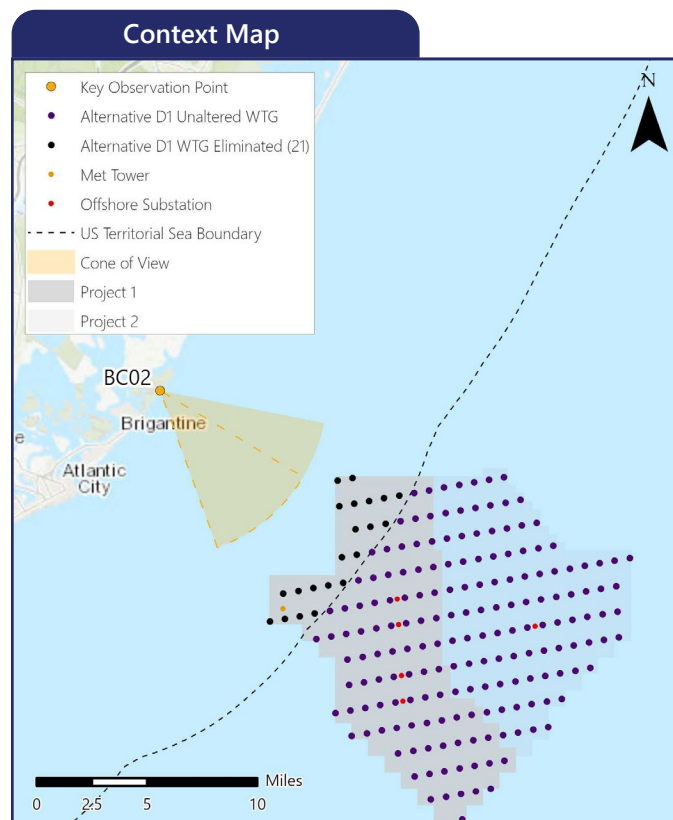 Context Map
Key Observation Point
Alternative D1 Unaltered WTG
Alternative D1 WTG Eliminated (21)
Met Tower
Offshore Substation
US Territorial Sea Boundary
Cone of View
Project 1
Project 2
N
BC02
Brigantine
e
Atlantic
City
Miles
0 2.5 5 10